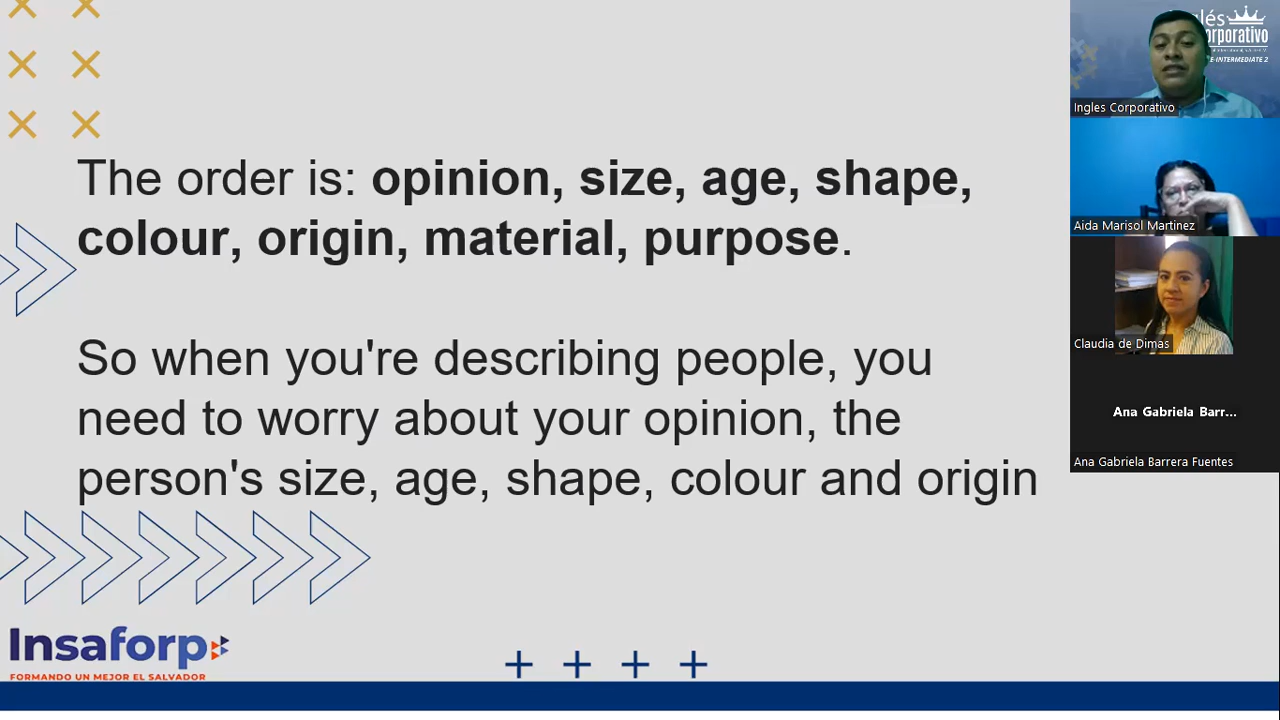 The order is: opinion, size, age, shape,
colour, origin, material, purpose.
So when you're describing people, you
need to worry about your opinion, the
person's size, age, shape, colour and origin
Insaforp
FORMANDO UN MEJOR EL SALVADOR
Ingles Corporativo
Aida Marisol Martinez
Claudia de Dimas
Ana Gabriela Barr...
Ana Gabriela Barrera Fuentes